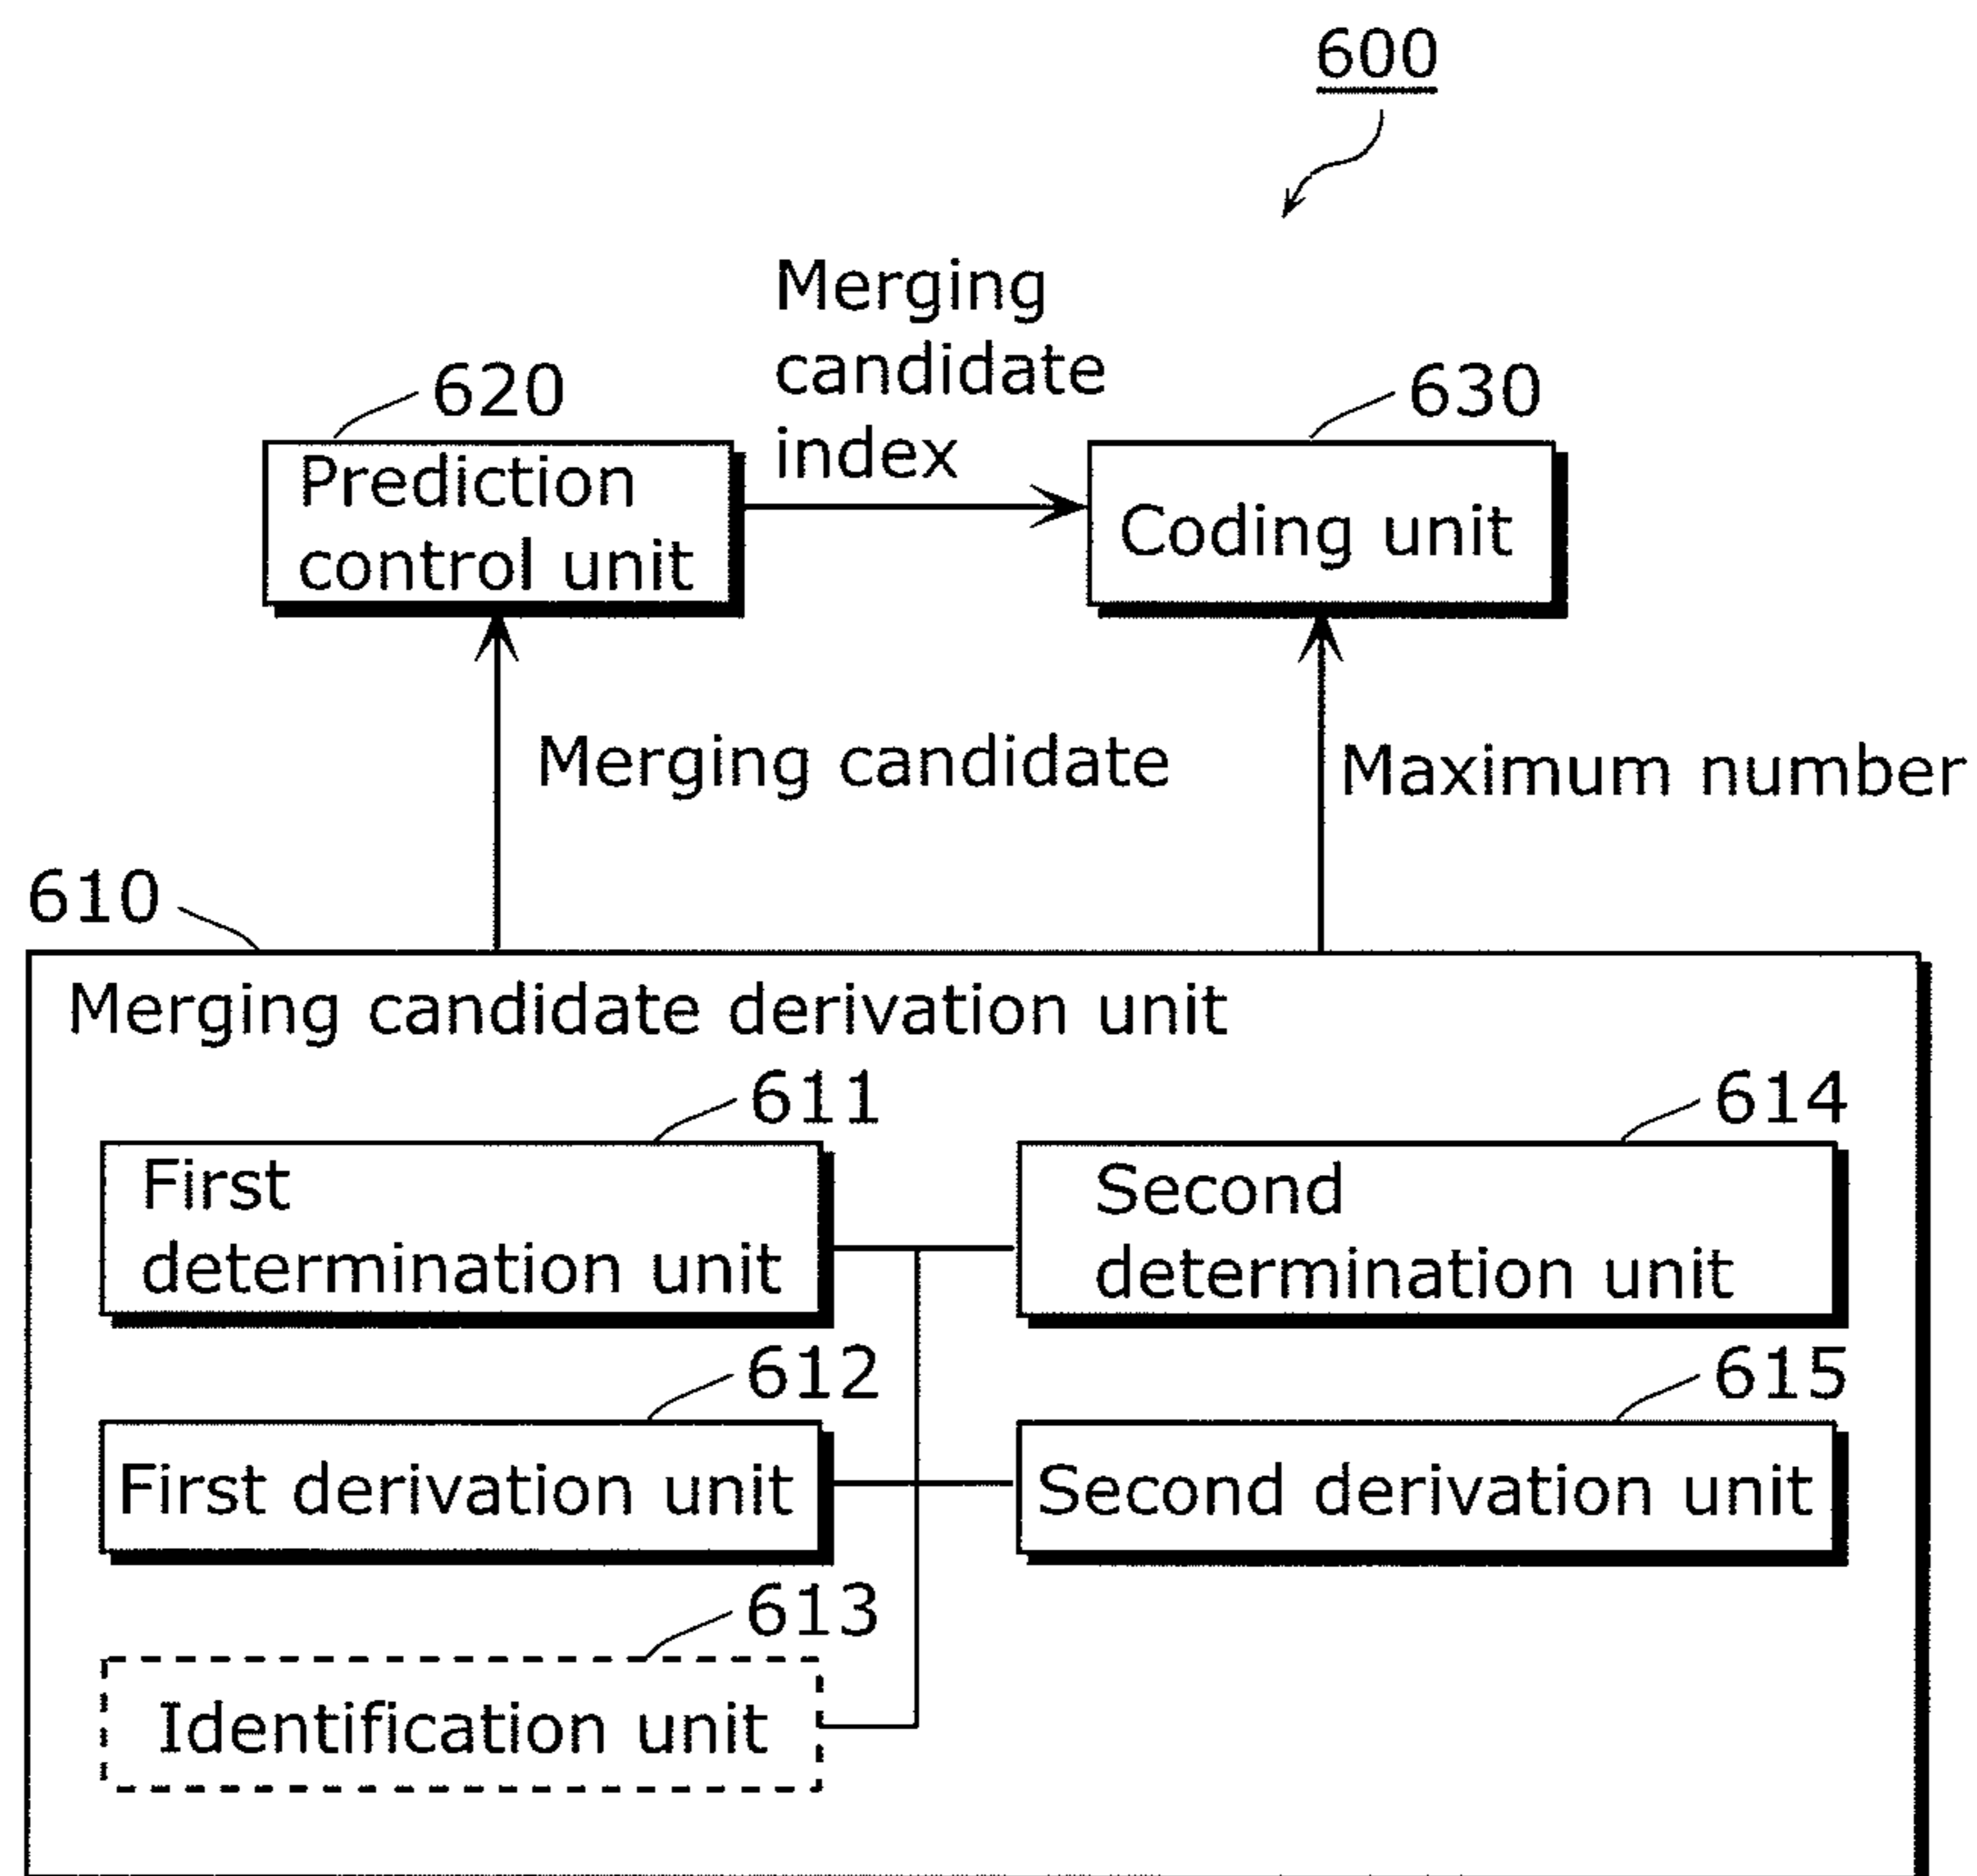 600
Merging
candidate
index
620
630
Prediction
control unit
Coding unit
Merging candidate
Maximum number
610
Merging candidate derivation unit
611
614
First
determination unit
Second
determination unit
612
615
First derivation unit
Second derivation unit
613
Identification unit